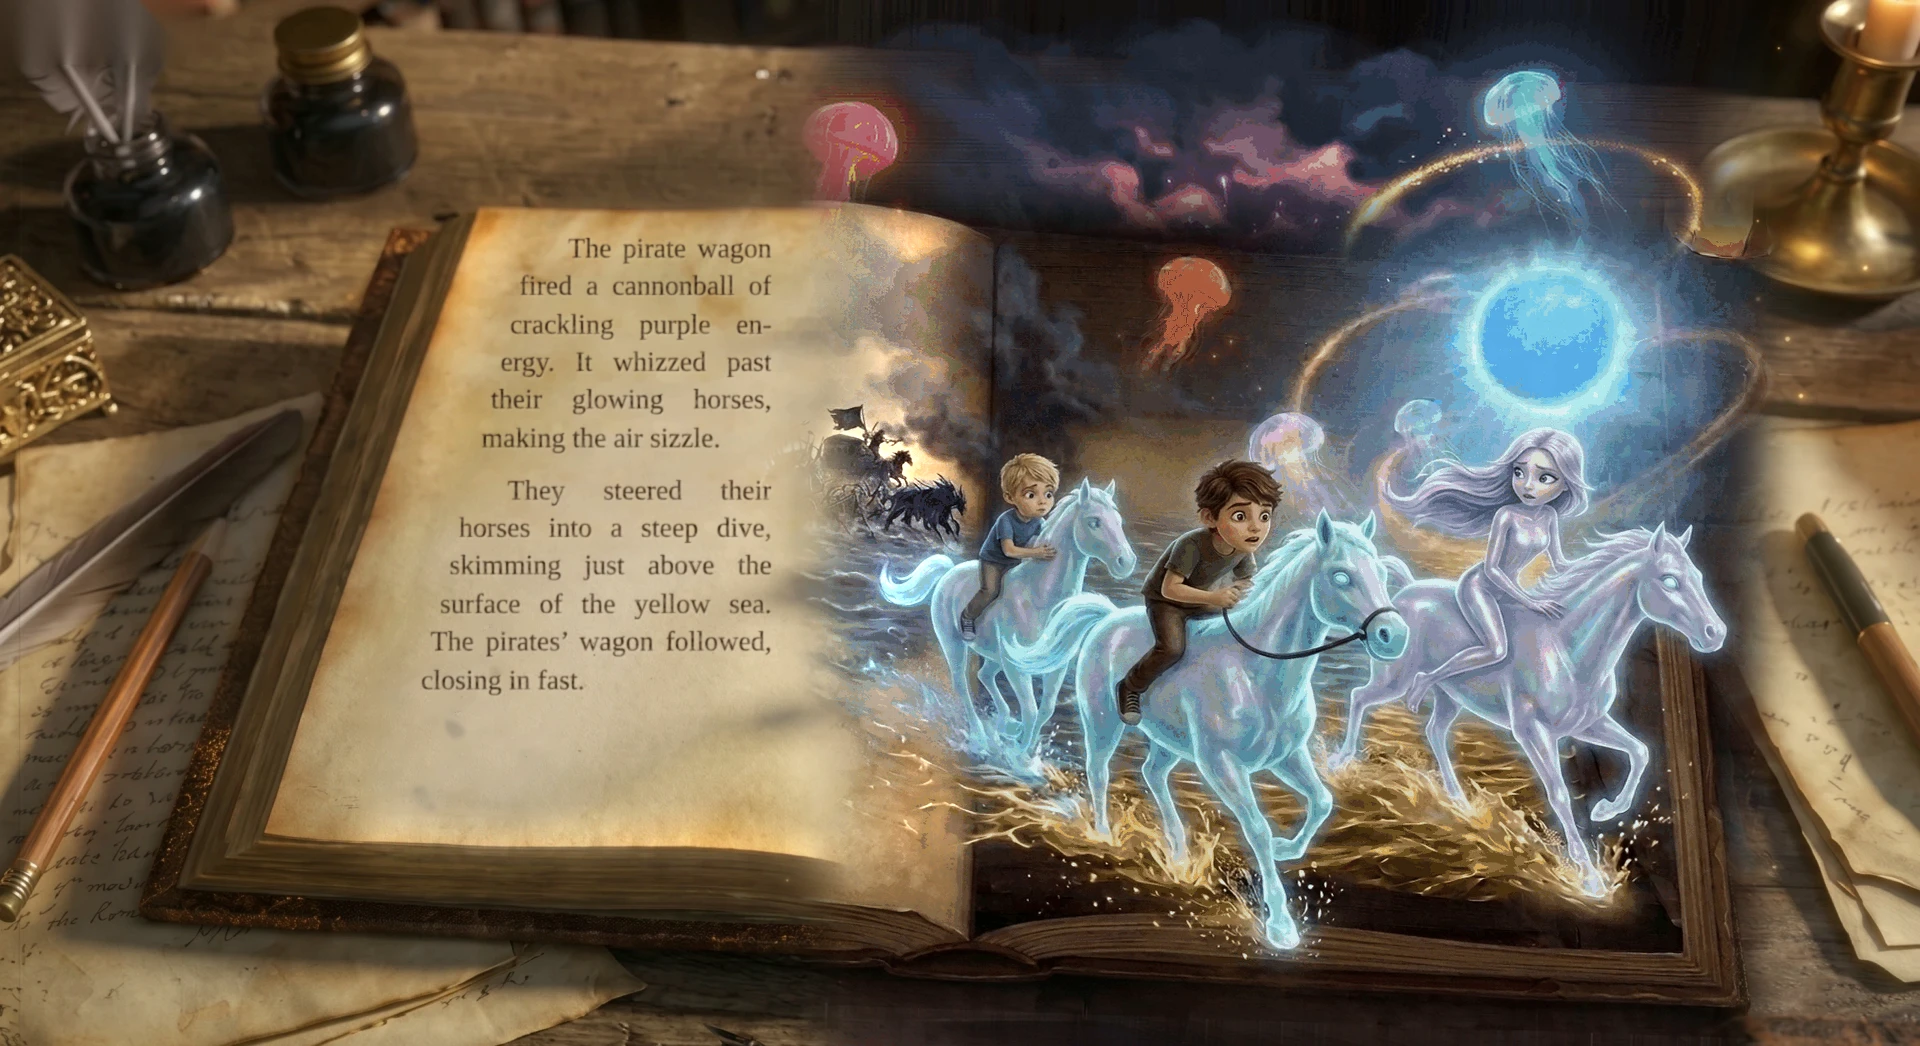 The pirate wagon
fired a cannonball of
crackling purple en-
ergy. It whizzed past
their glowing horses,
making the air sizzle.
They steered their
horses into a steep dive,
skimming just above the
surface of the yellow sea.
The pirates’ wagon followed,
closing in fast.